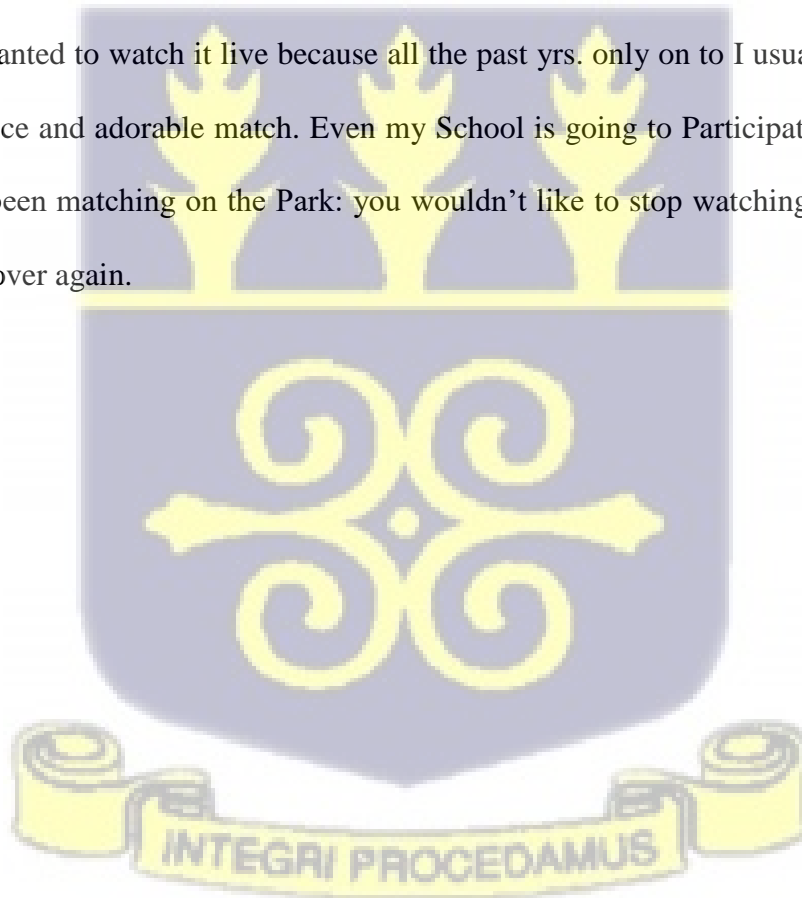 anted to watch it live because all the past yrs. only on to I usua
ce and adorable match. Even my School is going to Participat
been matching on the Park: you wouldn't like to stop watching
over again.
INTEGRI PROCEDAMUS